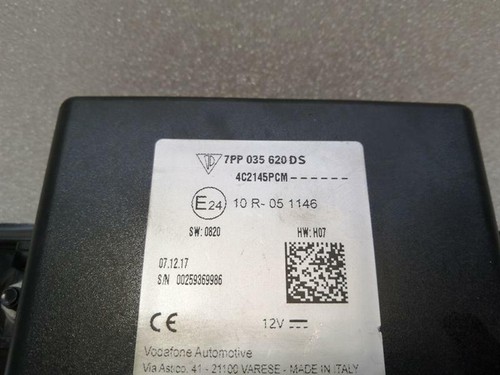 7PP 035 620 DS
4C2145PCM------
E24 10 R-05 1146
SW: 0820 HW: H07
07.12.17
S/N 00259369986
CE 12V
Vodafone Automotive
Via Astico, 41 - 21100 VARESE - MADE IN ITALY